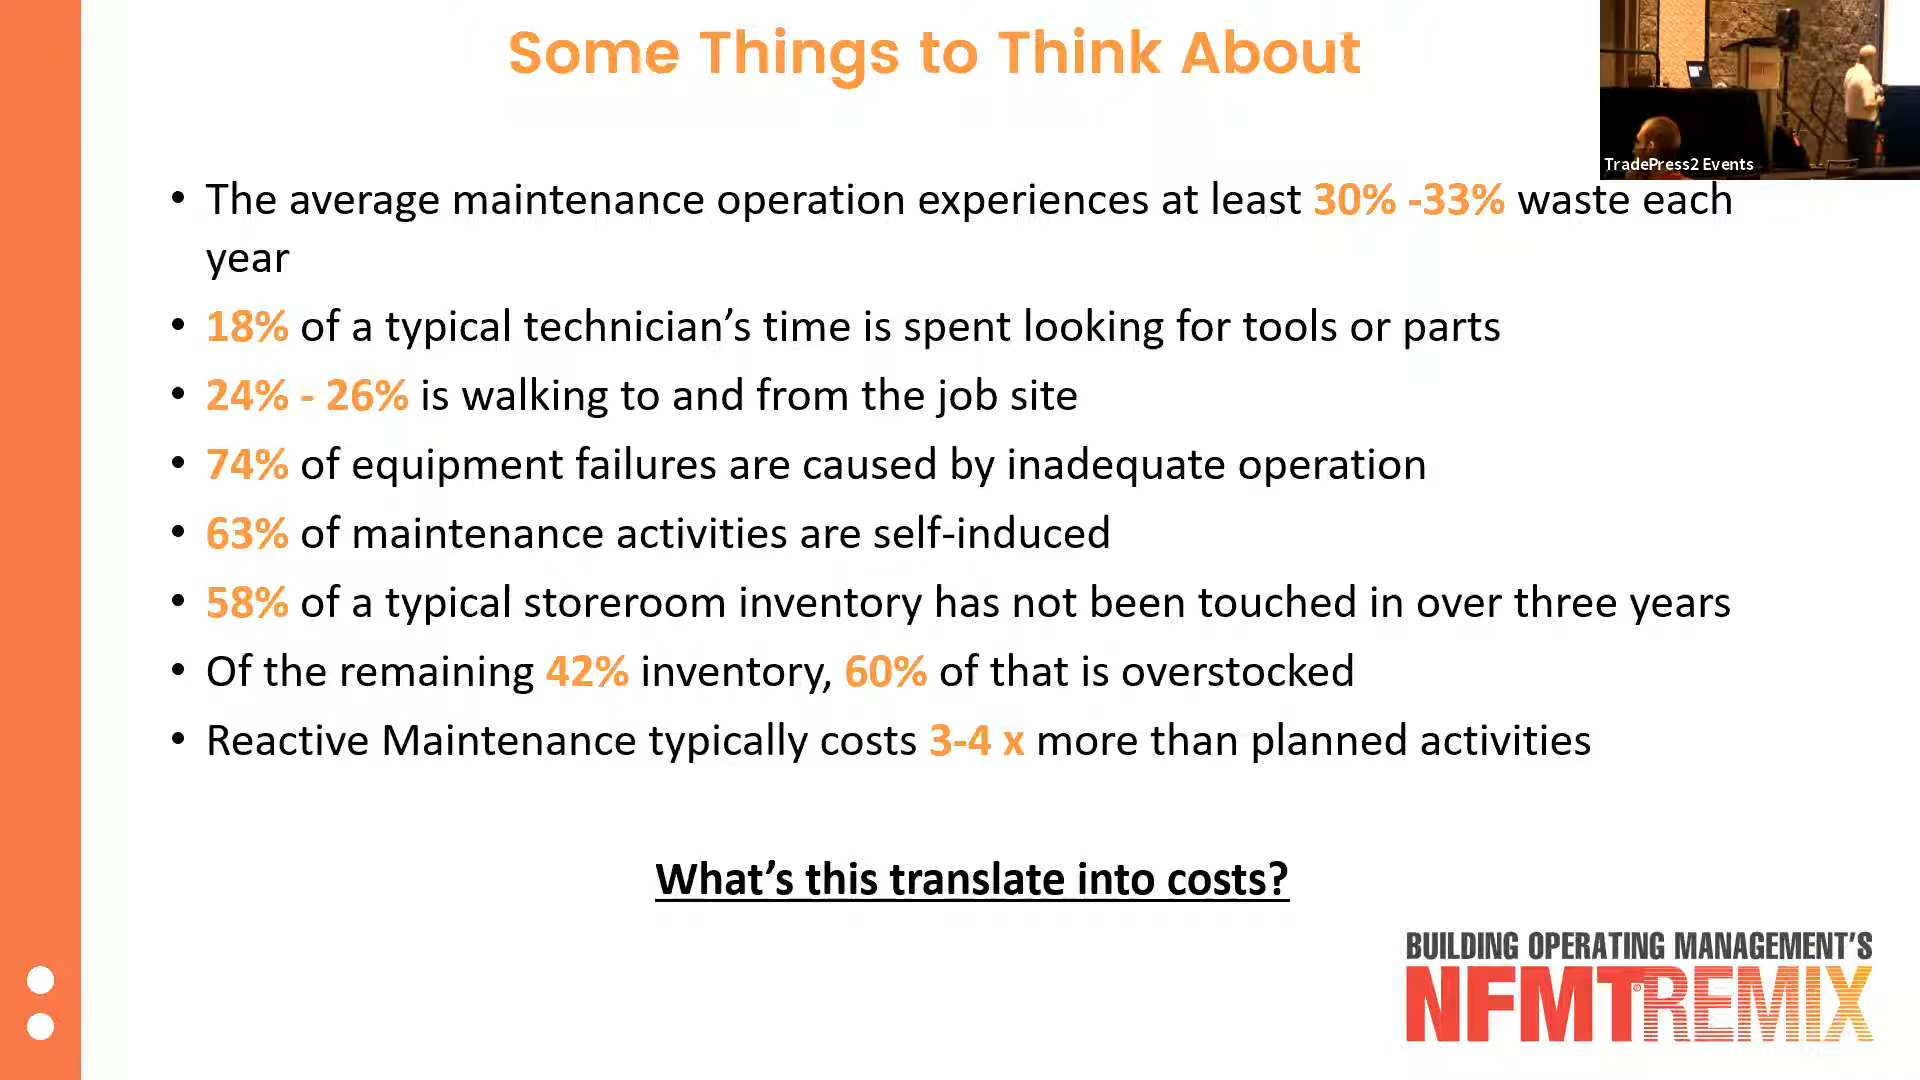 Some Things to Think About
TradePress2 Events
• The average maintenance operation experiences at least 30% -33% waste each
year
• 18% of a typical technician’s time is spent looking for tools or parts
• 24% - 26% is walking to and from the job site
• 74% of equipment failures are caused by inadequate operation
• 63% of maintenance activities are self-induced
• 58% of a typical storeroom inventory has not been touched in over three years
• Of the remaining 42% inventory, 60% of that is overstocked
• Reactive Maintenance typically costs 3-4 x more than planned activities
What’s this translate into costs?
BUILDING OPERATING MANAGEMENT’S
NFMT®REMIX